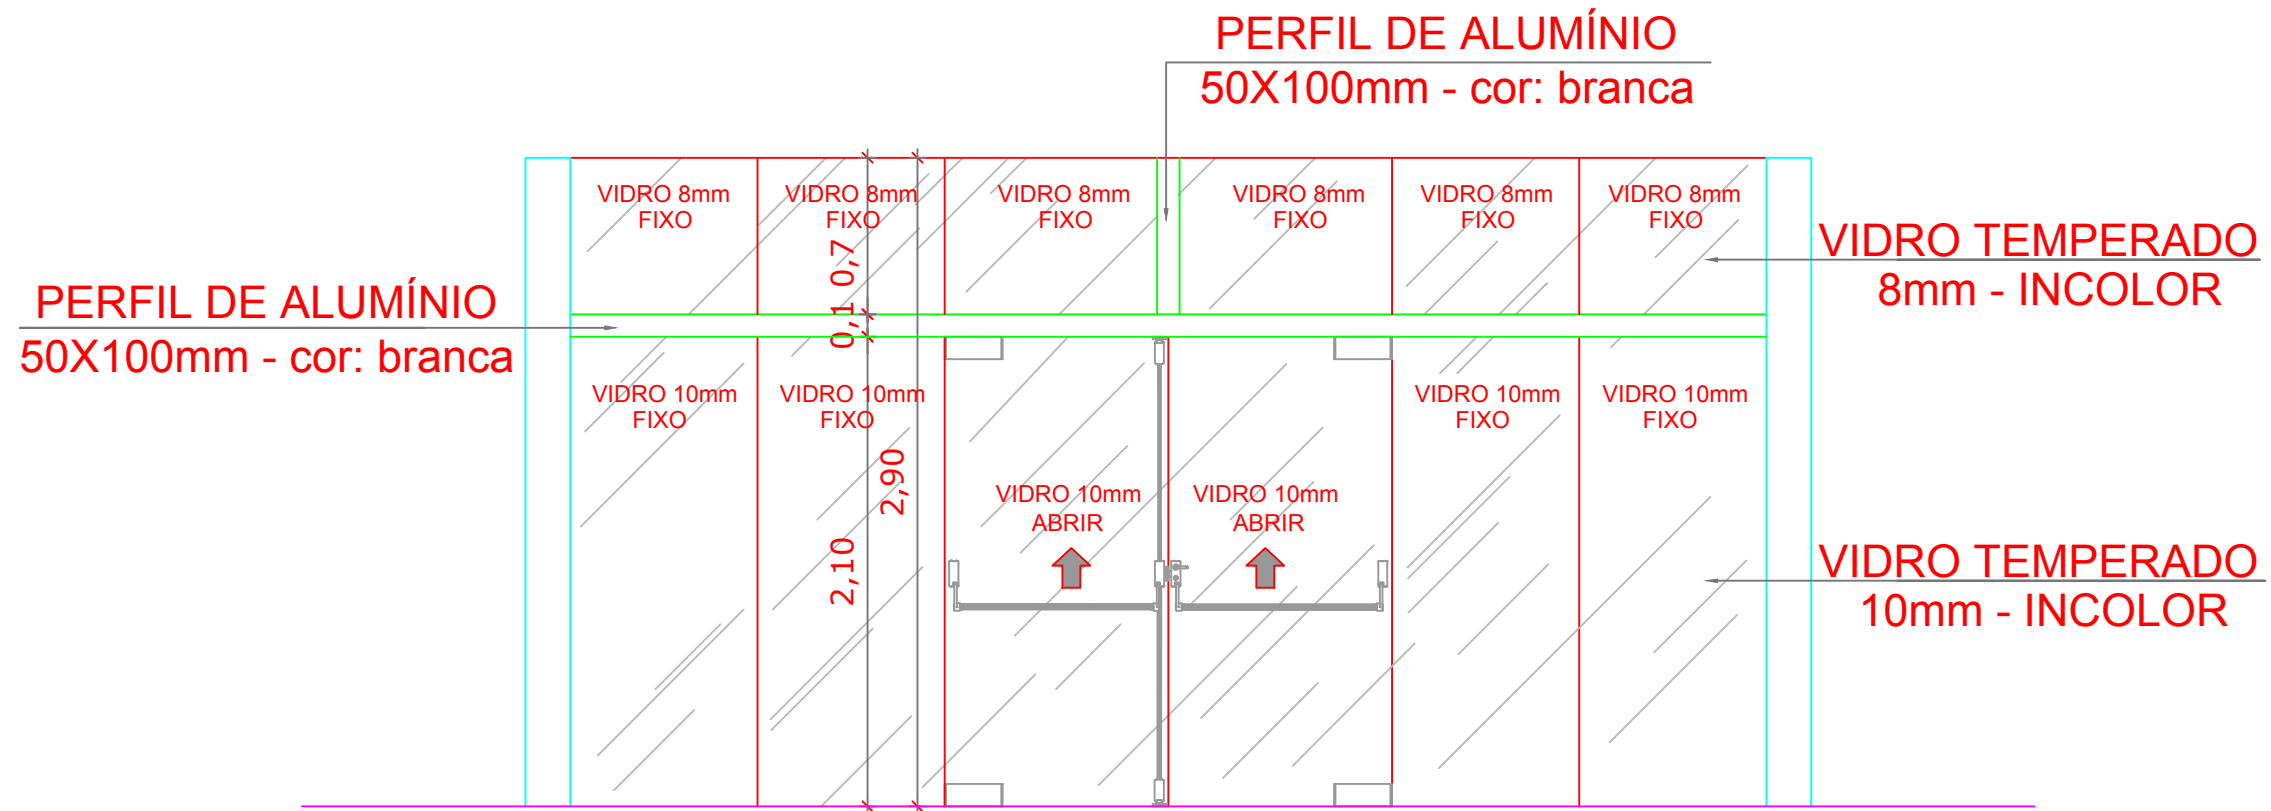 PERFIL DE ALUMÍNIO
50X100mm - cor: branca
VIDRO 8mm
FIXO
VIDRO 8mm
FIXO
VIDRO 8mm
FIXO
VIDRO 8mm
FIXO
VIDRO 8mm
FIXO
VIDRO 8mm
FIXO
VIDRO TEMPERADO
8mm - INCOLOR
PERFIL DE ALUMÍNIO
50X100mm - cor: branca
0,7
0,1
VIDRO 10mm
FIXO
VIDRO 10mm
FIXO
VIDRO 10mm
FIXO
VIDRO 10mm
FIXO
2,90
2,10
VIDRO 10mm
ABRIR
VIDRO 10mm
ABRIR
VIDRO TEMPERADO
10mm - INCOLOR